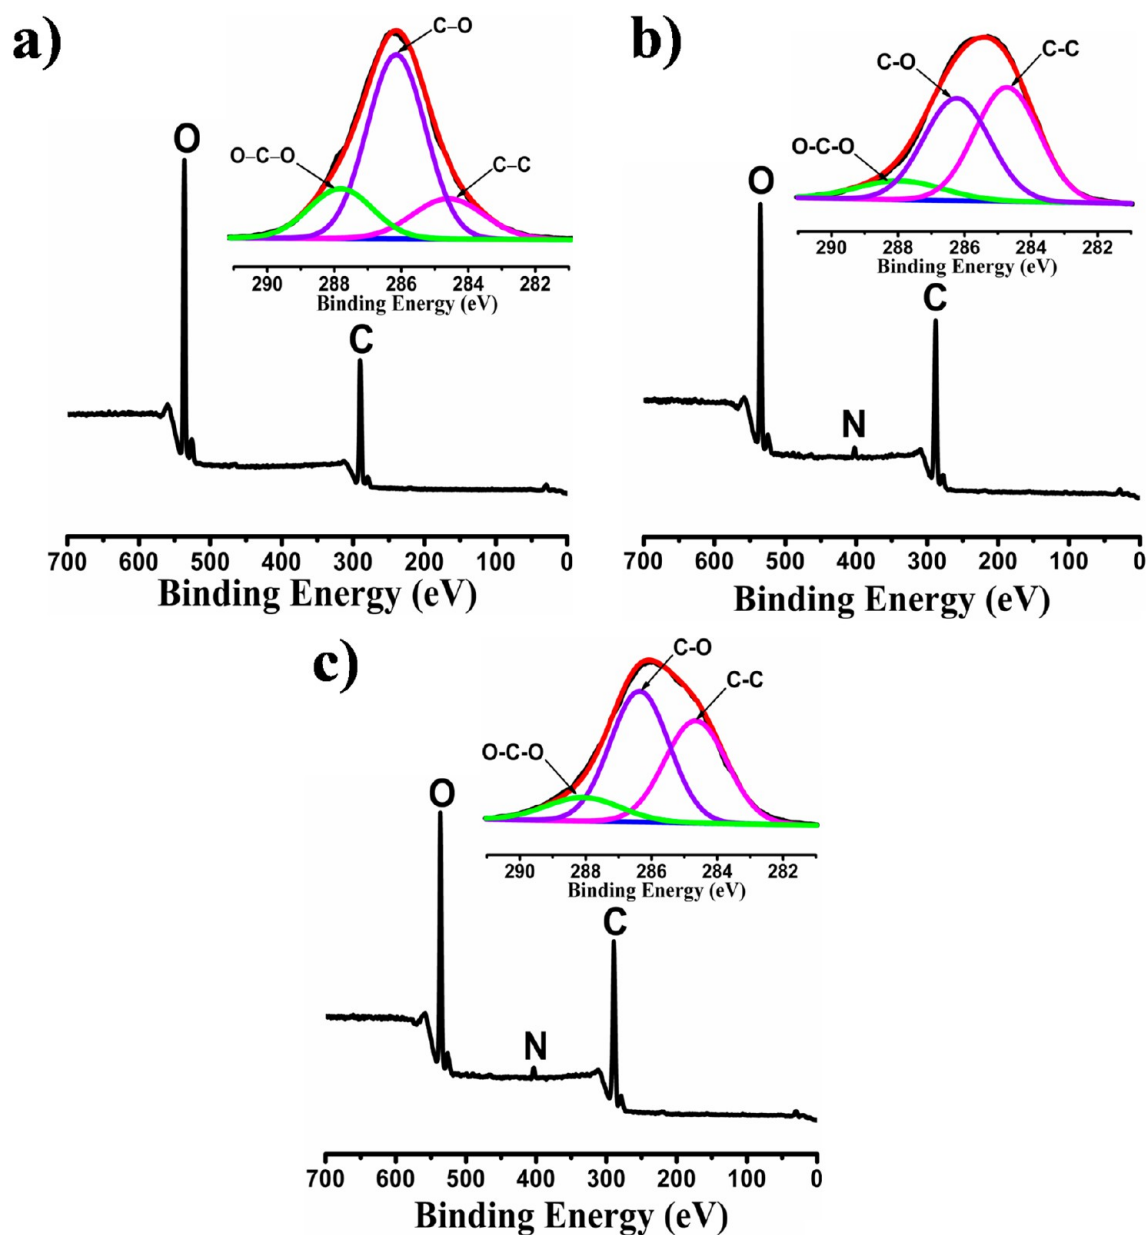 a)
C–O
O–C–O
C–C
290 288 286 284 282
Binding Energy (eV)
O
C
700 600 500 400 300 200 100 0
Binding Energy (eV)
b)
C-O
C-C
O-C-O
290 288 286 284 282
Binding Energy (eV)
O
C
N
700 600 500 400 300 200 100 0
Binding Energy (eV)
c)
C-O
C-C
O-C-O
290 288 286 284 282
Binding Energy (eV)
O
C
N
700 600 500 400 300 200 100 0
Binding Energy (eV)